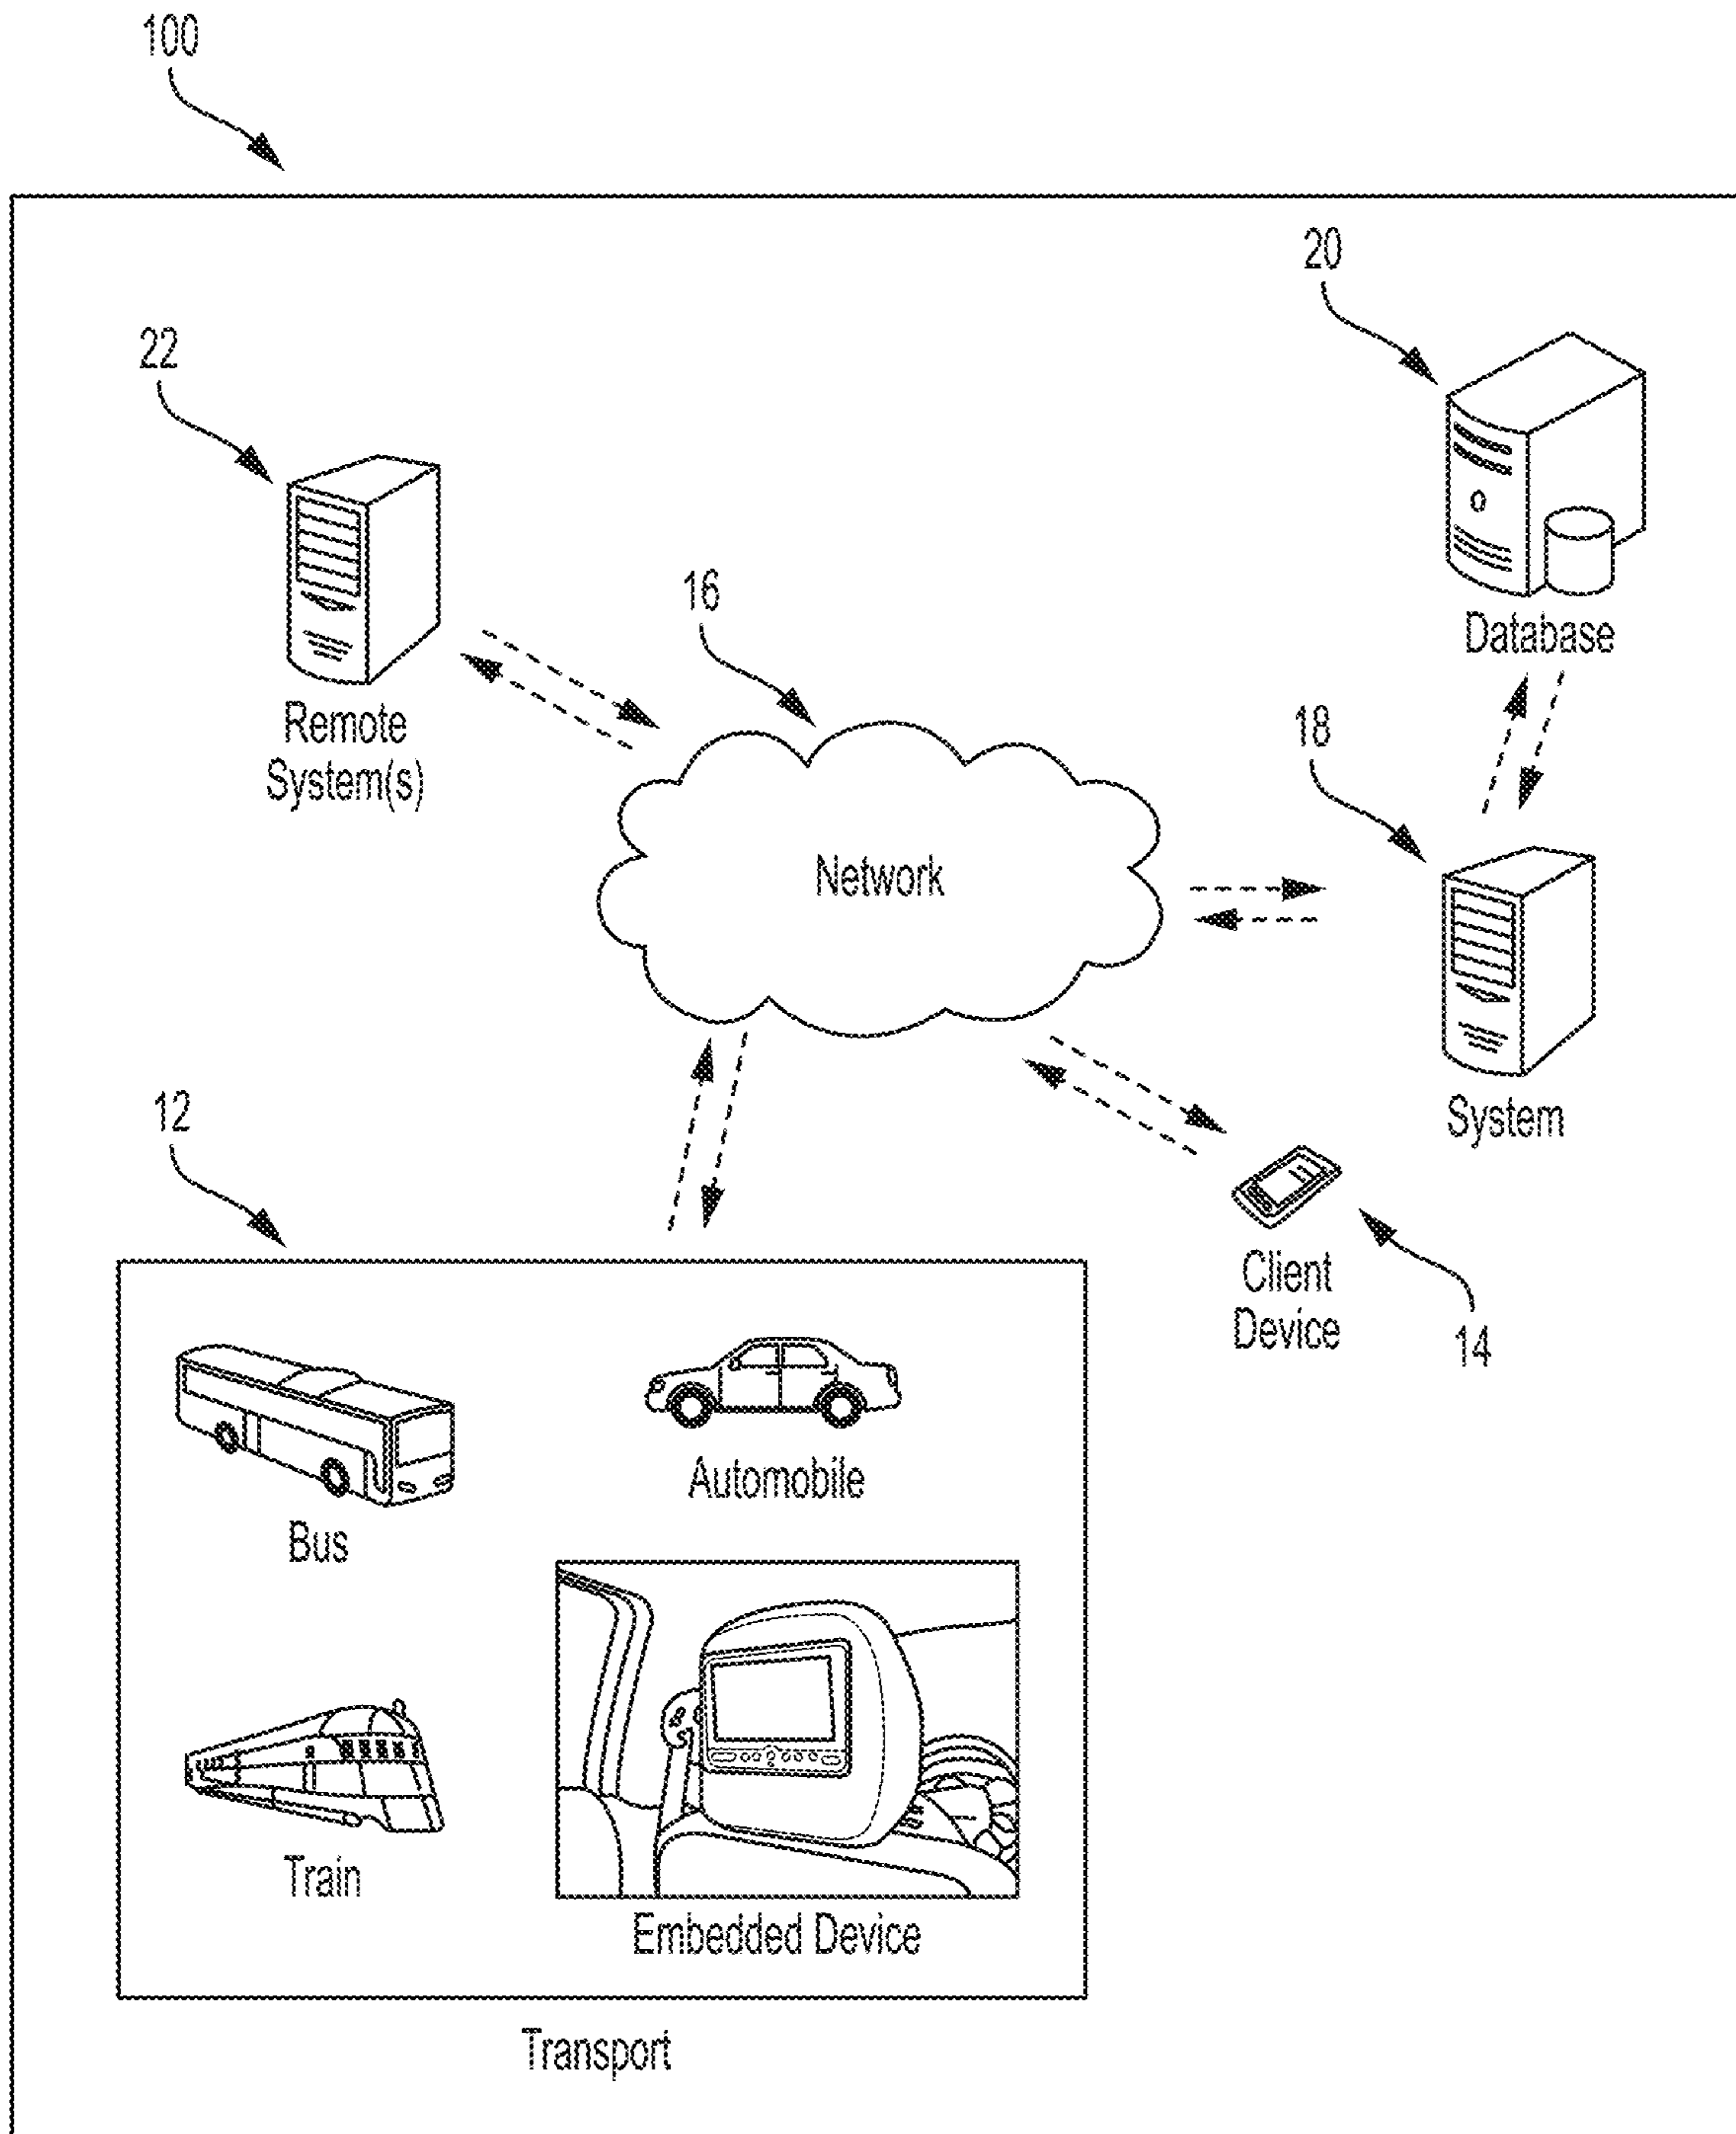 100
20
22
16
Database
Remote
System(s)
18
Network
System
12
Client
Device
14
Automobile
Bus
Train
Embedded Device
Transport